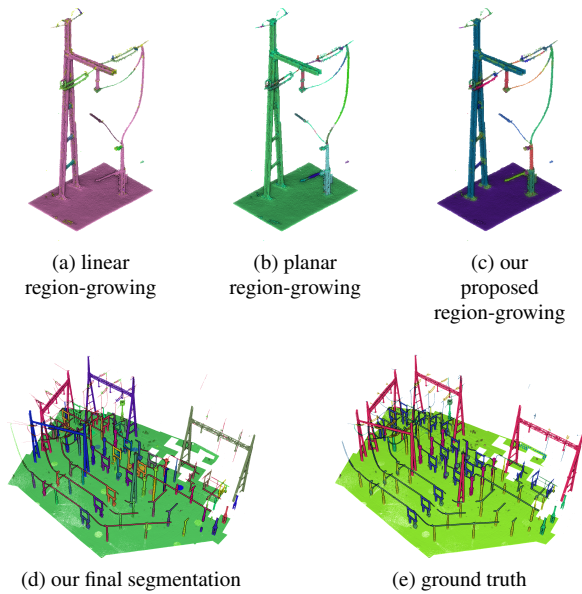 (a) linear
region-growing
(b) planar
region-growing
(c) our
proposed
region-growing
(d) our final segmentation
(e) ground truth